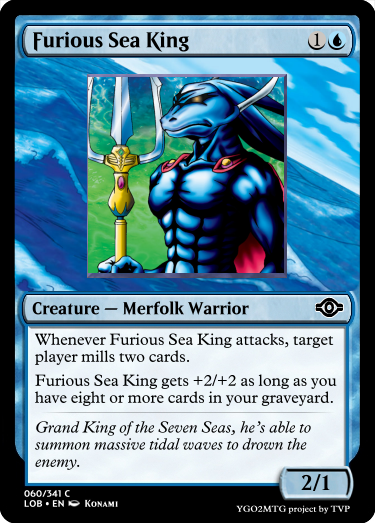 Furious Sea King 1
Creature — Merfolk Warrior
Whenever Furious Sea King attacks, target
player mills two cards.
Furious Sea King gets +2/+2 as long as you
have eight or more cards in your graveyard.
Grand King of the Seven Seas, he's able to
summon massive tidal waves to drown the
enemy.
2/1
060/341 C
LOB • EN Konami
YGO2MTG project by TVP